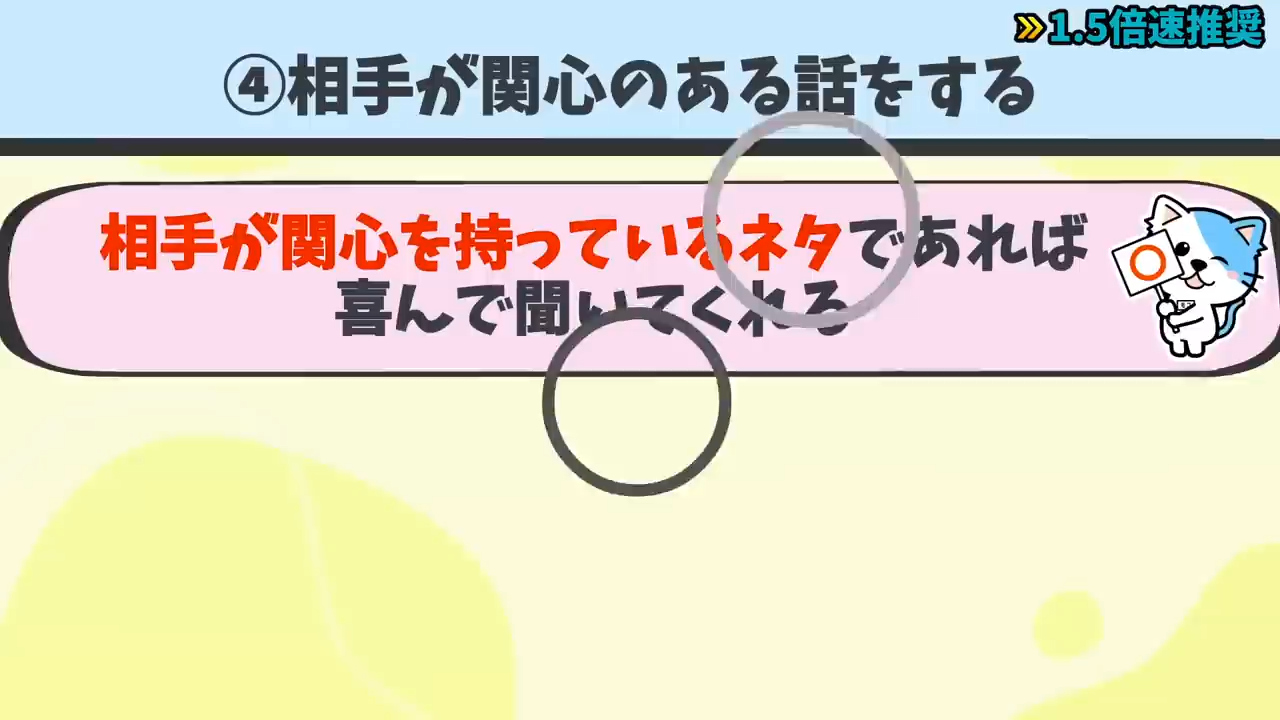 1.5倍速推奨
④相手が関心のある話をする
相手が関心を持っているネタであれば
喜んで聞いてくれる